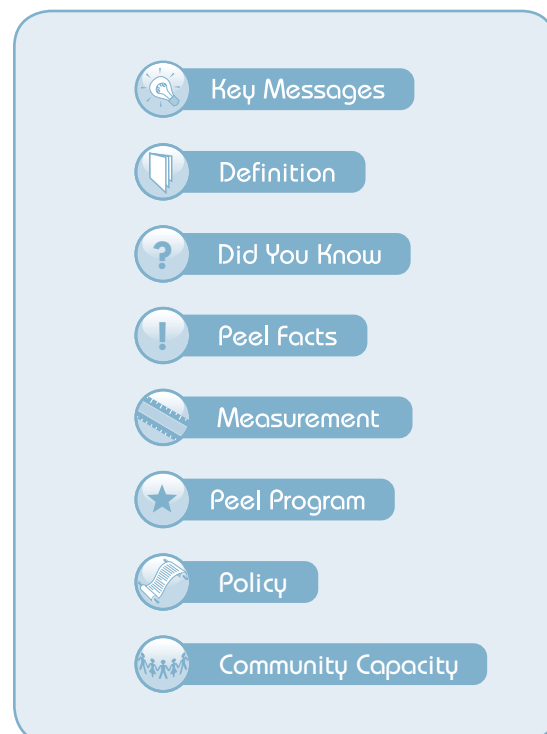 Key Messages
Definition
? Did You Know
! Peel Facts
Measurement
Peel Program
Policy
Community Capacity